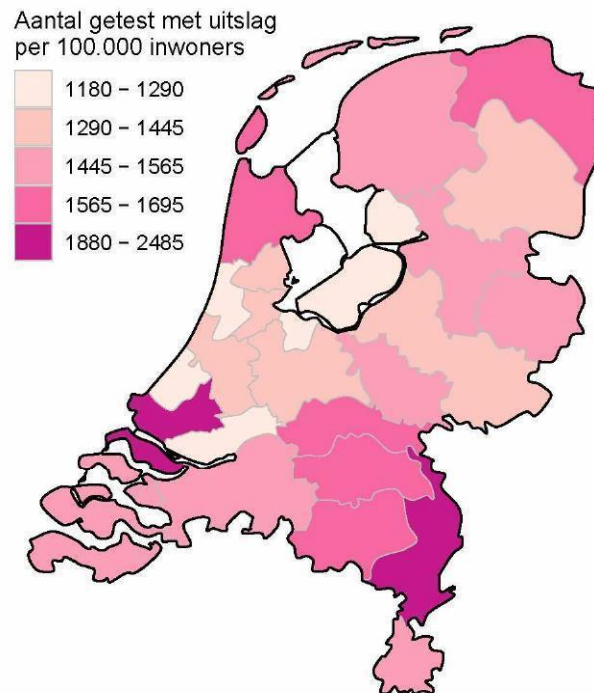 Aantal getest met uitslag
per 100.000 inwoners
1180 − 1290
1290 − 1445
1445 − 1565
1565 − 1695
1880 − 2485